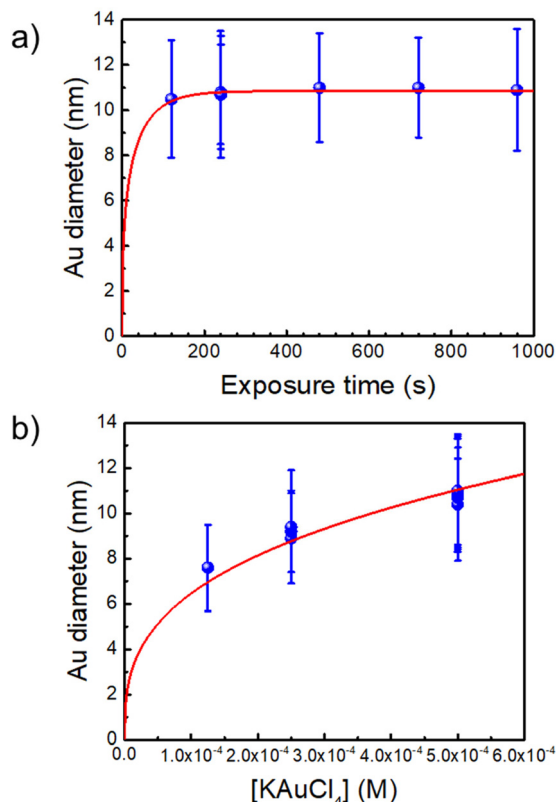 a)
14
12
10
8
6
4
2
0
Au diameter (nm)
0 200 400 600 800 1000
Exposure time (s)
b)
14
12
10
8
6
4
2
0
Au diameter (nm)
0.0 1.0x10⁻⁴ 2.0x10⁻⁴ 3.0x10⁻⁴ 4.0x10⁻⁴ 5.0x10⁻⁴ 6.0x10⁻⁴
[KAuCl₄] (M)